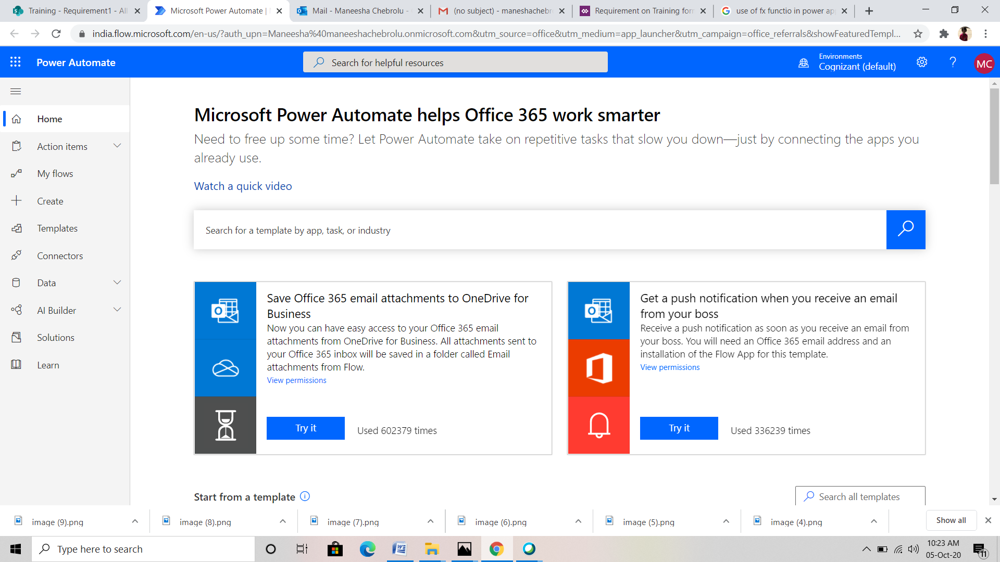 Training - Requirement1 - All
Microsoft Power Automate |
Mail - Maneesha Chebrolu -
(no subject) - maneshachebr
Requirement on Training for
use of fx functio in power ap
india.flow.microsoft.com/en-us/?auth_upn=Maneesha%40maneeshachebrolu.onmicrosoft.com&utm_source=office&utm_medium=app_launcher&utm_campaign=office_referrals&showFeaturedTempl...
Power Automate
Search for helpful resources
Environments
Cognizant (default)
?
MC
Home
Action items
My flows
Create
Templates
Connectors
Data
AI Builder
Solutions
Learn
Microsoft Power Automate helps Office 365 work smarter
Need to free up some time? Let Power Automate take on repetitive tasks that slow you down—just by connecting the apps you
already use.
Watch a quick video
Search for a template by app, task, or industry
Save Office 365 email attachments to OneDrive for
Business
Now you can have easy access to your Office 365 email
attachments from OneDrive for Business. All attachments sent to
your Office 365 inbox will be saved in a folder called Email
attachments from Flow.
View permissions
Try it
Used 602379 times
Get a push notification when you receive an email
from your boss
Receive a push notification as soon as you receive an email from
your boss. You will need an Office 365 email address and an
installation of the Flow App for this template.
View permissions
Try it
Used 336239 times
Start from a template
Search all templates
image (9).png
image (8).png
image (7).png
image (6).png
image (5).png
image (4).png
Show all
Type here to search
10:23 AM
05-Oct-20
11